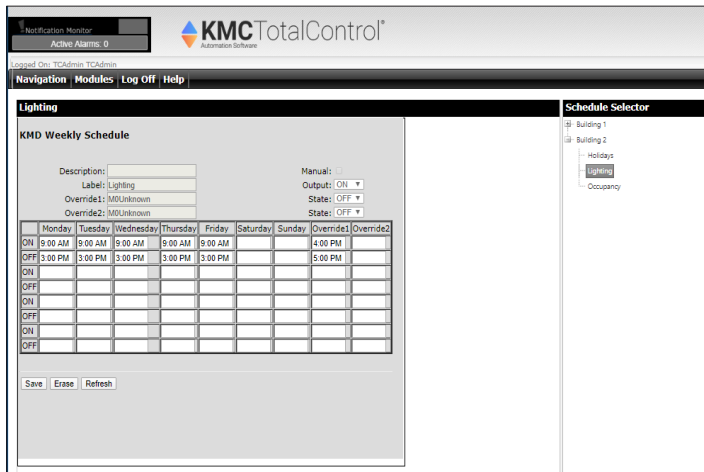 Notification Monitor
Active Alarms: 0
KMCTotalControl®
Automation Software
Logged On: TCAdmin TCAdmin
Navigation Modules Log Off Help
Lighting
Schedule Selector
KMD Weekly Schedule
Building 1
Building 2
Holidays
Lighting
Occupancy
Description: Manual:
Label: Lighting Output: ON
Override1: M0Unknown State: OFF
Override2: M0Unknown State: OFF
Monday Tuesday Wednesday Thursday Friday Saturday Sunday Override1 Override2
ON 9:00 AM 9:00 AM 9:00 AM 9:00 AM 9:00 AM 4:00 PM
OFF 3:00 PM 3:00 PM 3:00 PM 3:00 PM 3:00 PM 5:00 PM
ON
OFF
ON
OFF
ON
OFF
Save Erase Refresh